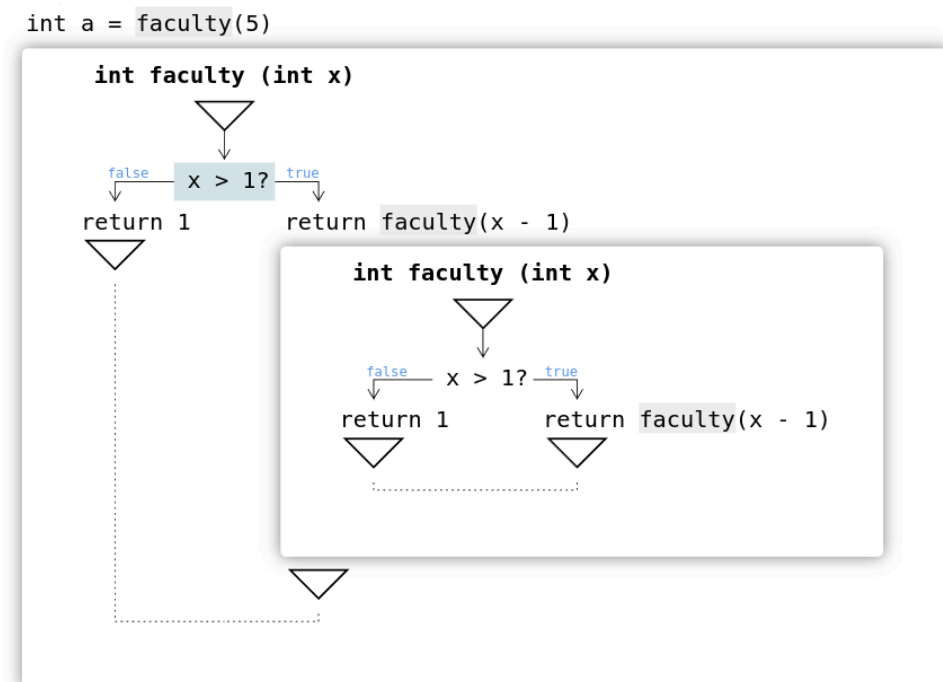 int a = faculty(5)
int faculty (int x)
false x > 1? true
return 1 return faculty(x - 1)
int faculty (int x)
false x > 1? true
return 1 return faculty(x - 1)